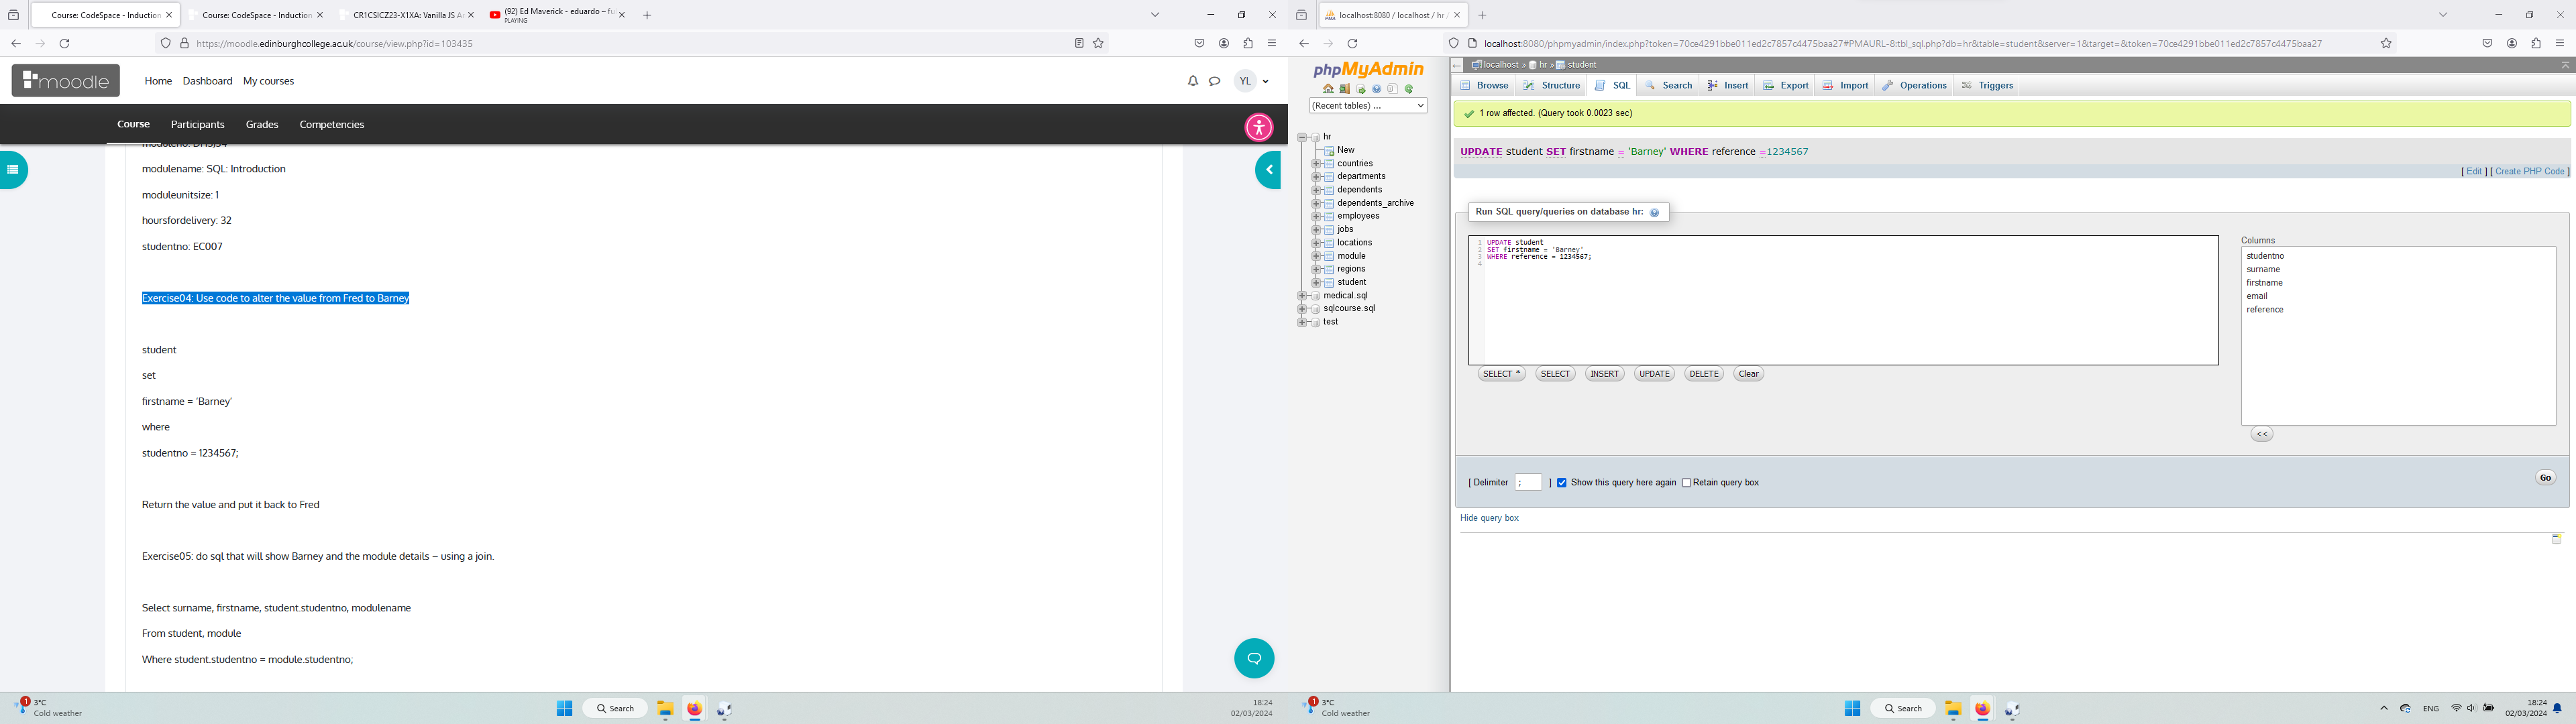 Course: CodeSpace - Induction
Course: CodeSpace - Induction
CR1CSICZ23-X1XA: Vanilla JS A
(92) Ed Maverick - eduardo – fu
PLAYING
https://moodle.edinburghcollege.ac.uk/course/view.php?id=103435
moodle
Home Dashboard My courses
YL
Course Participants Grades Competencies
modulename: SQL: Introduction
moduleunitsize: 1
hoursfordelivery: 32
studentno: EC007
Exercise04: Use code to alter the value from Fred to Barney
student
set
firstname = 'Barney'
where
studentno = 1234567;
Return the value and put it back to Fred
Exercise05: do sql that will show Barney and the module details – using a join.
Select surname, firstname, student.studentno, modulename
From student, module
Where student.studentno = module.studentno;
1
3°C
Cold weather
Search
18:24
02/03/2024
localhost:8080 / localhost / hr /
localhost:8080/phpmyadmin/index.php?token=70ce4291bbe011ed2c7857c4475baa27#PMAURL-8:tbl_sql.php?db=hr&table=student&server=1&target=&token=70ce4291bbe011ed2c7857c4475baa27
phpMyAdmin
(Recent tables) ...
hr
New
countries
departments
dependents
dependents_archive
employees
jobs
locations
module
regions
student
medical.sql
sqlcourse.sql
test
localhost » hr » student
Browse Structure SQL Search Insert Export Import Operations Triggers
1 row affected. (Query took 0.0023 sec)
UPDATE student SET firstname = 'Barney' WHERE reference =1234567
[ Edit ] [ Create PHP Code ]
Run SQL query/queries on database hr:
1 UPDATE student
2 SET firstname = 'Barney'
3 WHERE reference = 1234567;
4
Columns
studentno
surname
firstname
email
reference
SELECT * SELECT INSERT UPDATE DELETE Clear
<<
[ Delimiter ; ] Show this query here again Retain query box
Go
Hide query box
1
3°C
Cold weather
Search
ENG
18:24
02/03/2024